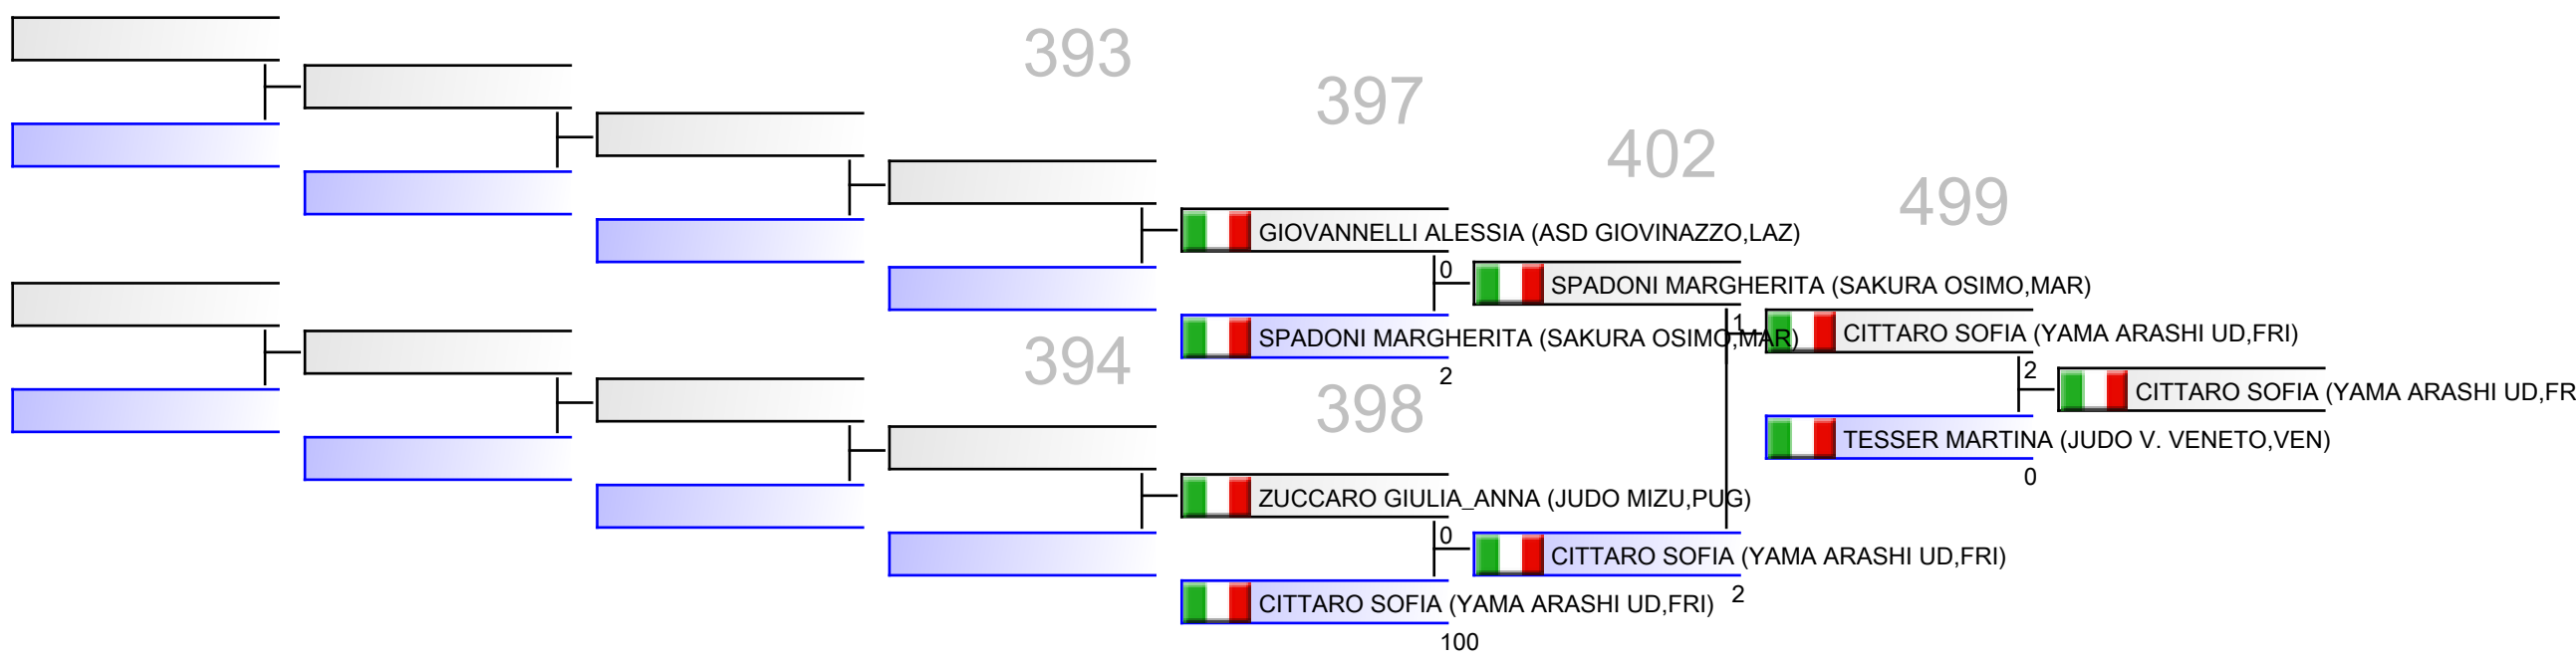 393
397
402
499
GIOVANNELLI ALESSIA (ASD GIOVINAZZO,LAZ)
0
SPADONI MARGHERITA (SAKURA OSIMO,MAR)
1
SPADONI MARGHERITA (SAKURA OSIMO,MAR)
CITTARO SOFIA (YAMA ARASHI UD,FRI)
394
2
2
CITTARO SOFIA (YAMA ARASHI UD,FR
398
TESSER MARTINA (JUDO V. VENETO,VEN)
0
ZUCCARO GIULIA_ANNA (JUDO MIZU,PUG)
0
CITTARO SOFIA (YAMA ARASHI UD,FRI)
CITTARO SOFIA (YAMA ARASHI UD,FRI)
2
100